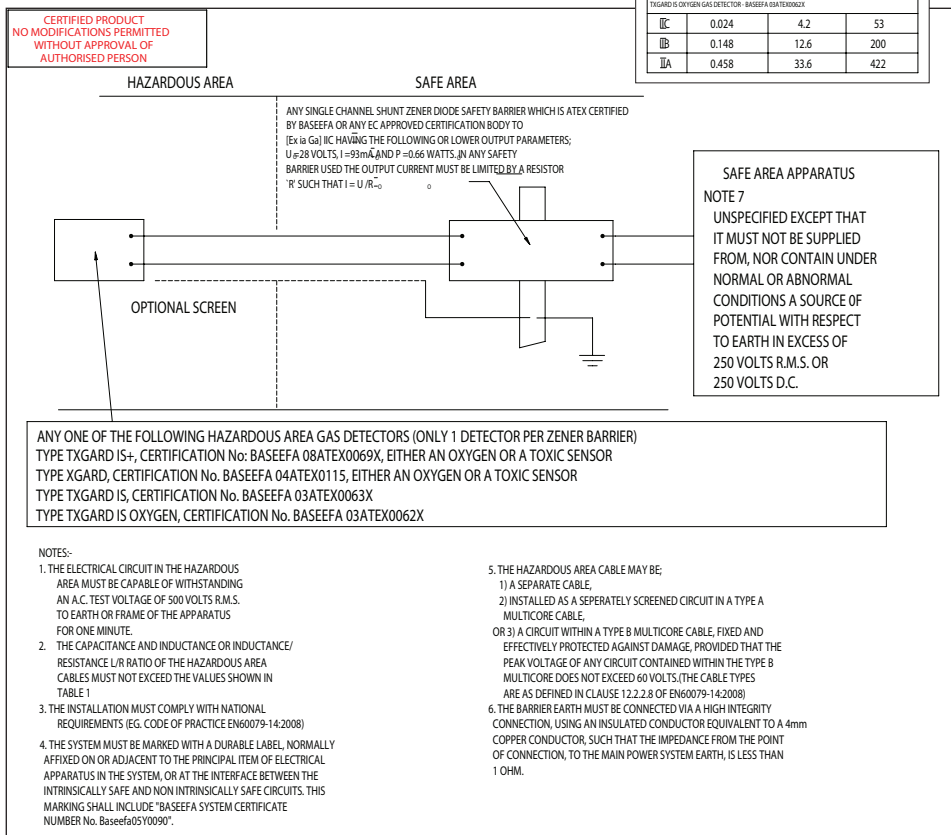 CERTIFIED PRODUCT
NO MODIFICATIONS PERMITTED
WITHOUT APPROVAL OF
AUTHORISED PERSON
TXGARD IS OXYGEN GAS DETECTOR - BASEEFA 03ATEX0062X
IIC 0.024 4.2 53
IIB 0.148 12.6 200
IIA 0.458 33.6 422
HAZARDOUS AREA
SAFE AREA
ANY SINGLE CHANNEL SHUNT ZENER DIODE SAFETY BARRIER WHICH IS ATEX CERTIFIED
BY BASEEFA OR ANY EC APPROVED CERTIFICATION BODY TO
[Ex ia Ga] IIC HAVING THE FOLLOWING OR LOWER OUTPUT PARAMETERS;
U =28 VOLTS, I =93mA AND P =0.66 WATTS. IN ANY SAFETY
BARRIER USED THE OUTPUT CURRENT MUST BE LIMITED BY A RESISTOR
`R' SUCH THAT I = U /R
SAFE AREA APPARATUS
NOTE 7
UNSPECIFIED EXCEPT THAT
IT MUST NOT BE SUPPLIED
FROM, NOR CONTAIN UNDER
NORMAL OR ABNORMAL
CONDITIONS A SOURCE 0F
POTENTIAL WITH RESPECT
TO EARTH IN EXCESS OF
250 VOLTS R.M.S. OR
250 VOLTS D.C.
OPTIONAL SCREEN
ANY ONE OF THE FOLLOWING HAZARDOUS AREA GAS DETECTORS (ONLY 1 DETECTOR PER ZENER BARRIER)
TYPE TXGARD IS+, CERTIFICATION No: BASEEFA 08ATEX0069X, EITHER AN OXYGEN OR A TOXIC SENSOR
TYPE XGARD, CERTIFICATION No. BASEEFA 04ATEX0115, EITHER AN OXYGEN OR A TOXIC SENSOR
TYPE TXGARD IS, CERTIFICATION No. BASEEFA 03ATEX0063X
TYPE TXGARD IS OXYGEN, CERTIFICATION No. BASEEFA 03ATEX0062X
NOTES:-
1. THE ELECTRICAL CIRCUIT IN THE HAZARDOUS
AREA MUST BE CAPABLE OF WITHSTANDING
AN A.C. TEST VOLTAGE OF 500 VOLTS R.M.S.
TO EARTH OR FRAME OF THE APPARATUS
FOR ONE MINUTE.
2. THE CAPACITANCE AND INDUCTANCE OR INDUCTANCE/
RESISTANCE L/R RATIO OF THE HAZARDOUS AREA
CABLES MUST NOT EXCEED THE VALUES SHOWN IN
TABLE 1
3. THE INSTALLATION MUST COMPLY WITH NATIONAL
REQUIREMENTS (EG. CODE OF PRACTICE EN60079-14:2008)
4. THE SYSTEM MUST BE MARKED WITH A DURABLE LABEL, NORMALLY
AFFIXED ON OR ADJACENT TO THE PRINCIPAL ITEM OF ELECTRICAL
APPARATUS IN THE SYSTEM, OR AT THE INTERFACE BETWEEN THE
INTRINSICALLY SAFE AND NON INTRINSICALLY SAFE CIRCUITS. THIS
MARKING SHALL INCLUDE "BASEEFA SYSTEM CERTIFICATE
NUMBER No. Baseefa05Y0090".
5. THE HAZARDOUS AREA CABLE MAY BE;
1) A SEPARATE CABLE,
2) INSTALLED AS A SEPERATELY SCREENED CIRCUIT IN A TYPE A
MULTICORE CABLE,
OR 3) A CIRCUIT WITHIN A TYPE B MULTICORE CABLE, FIXED AND
EFFECTIVELY PROTECTED AGAINST DAMAGE, PROVIDED THAT THE
PEAK VOLTAGE OF ANY CIRCUIT CONTAINED WITHIN THE TYPE B
MULTICORE DOES NOT EXCEED 60 VOLTS.(THE CABLE TYPES
ARE AS DEFINED IN CLAUSE 12.2.2.8 OF EN60079-14:2008)
6. THE BARRIER EARTH MUST BE CONNECTED VIA A HIGH INTEGRITY
CONNECTION, USING AN INSULATED CONDUCTOR EQUIVALENT TO A 4mm
COPPER CONDUCTOR, SUCH THAT THE IMPEDANCE FROM THE POINT
OF CONNECTION, TO THE MAIN POWER SYSTEM EARTH, IS LESS THAN
1 OHM.